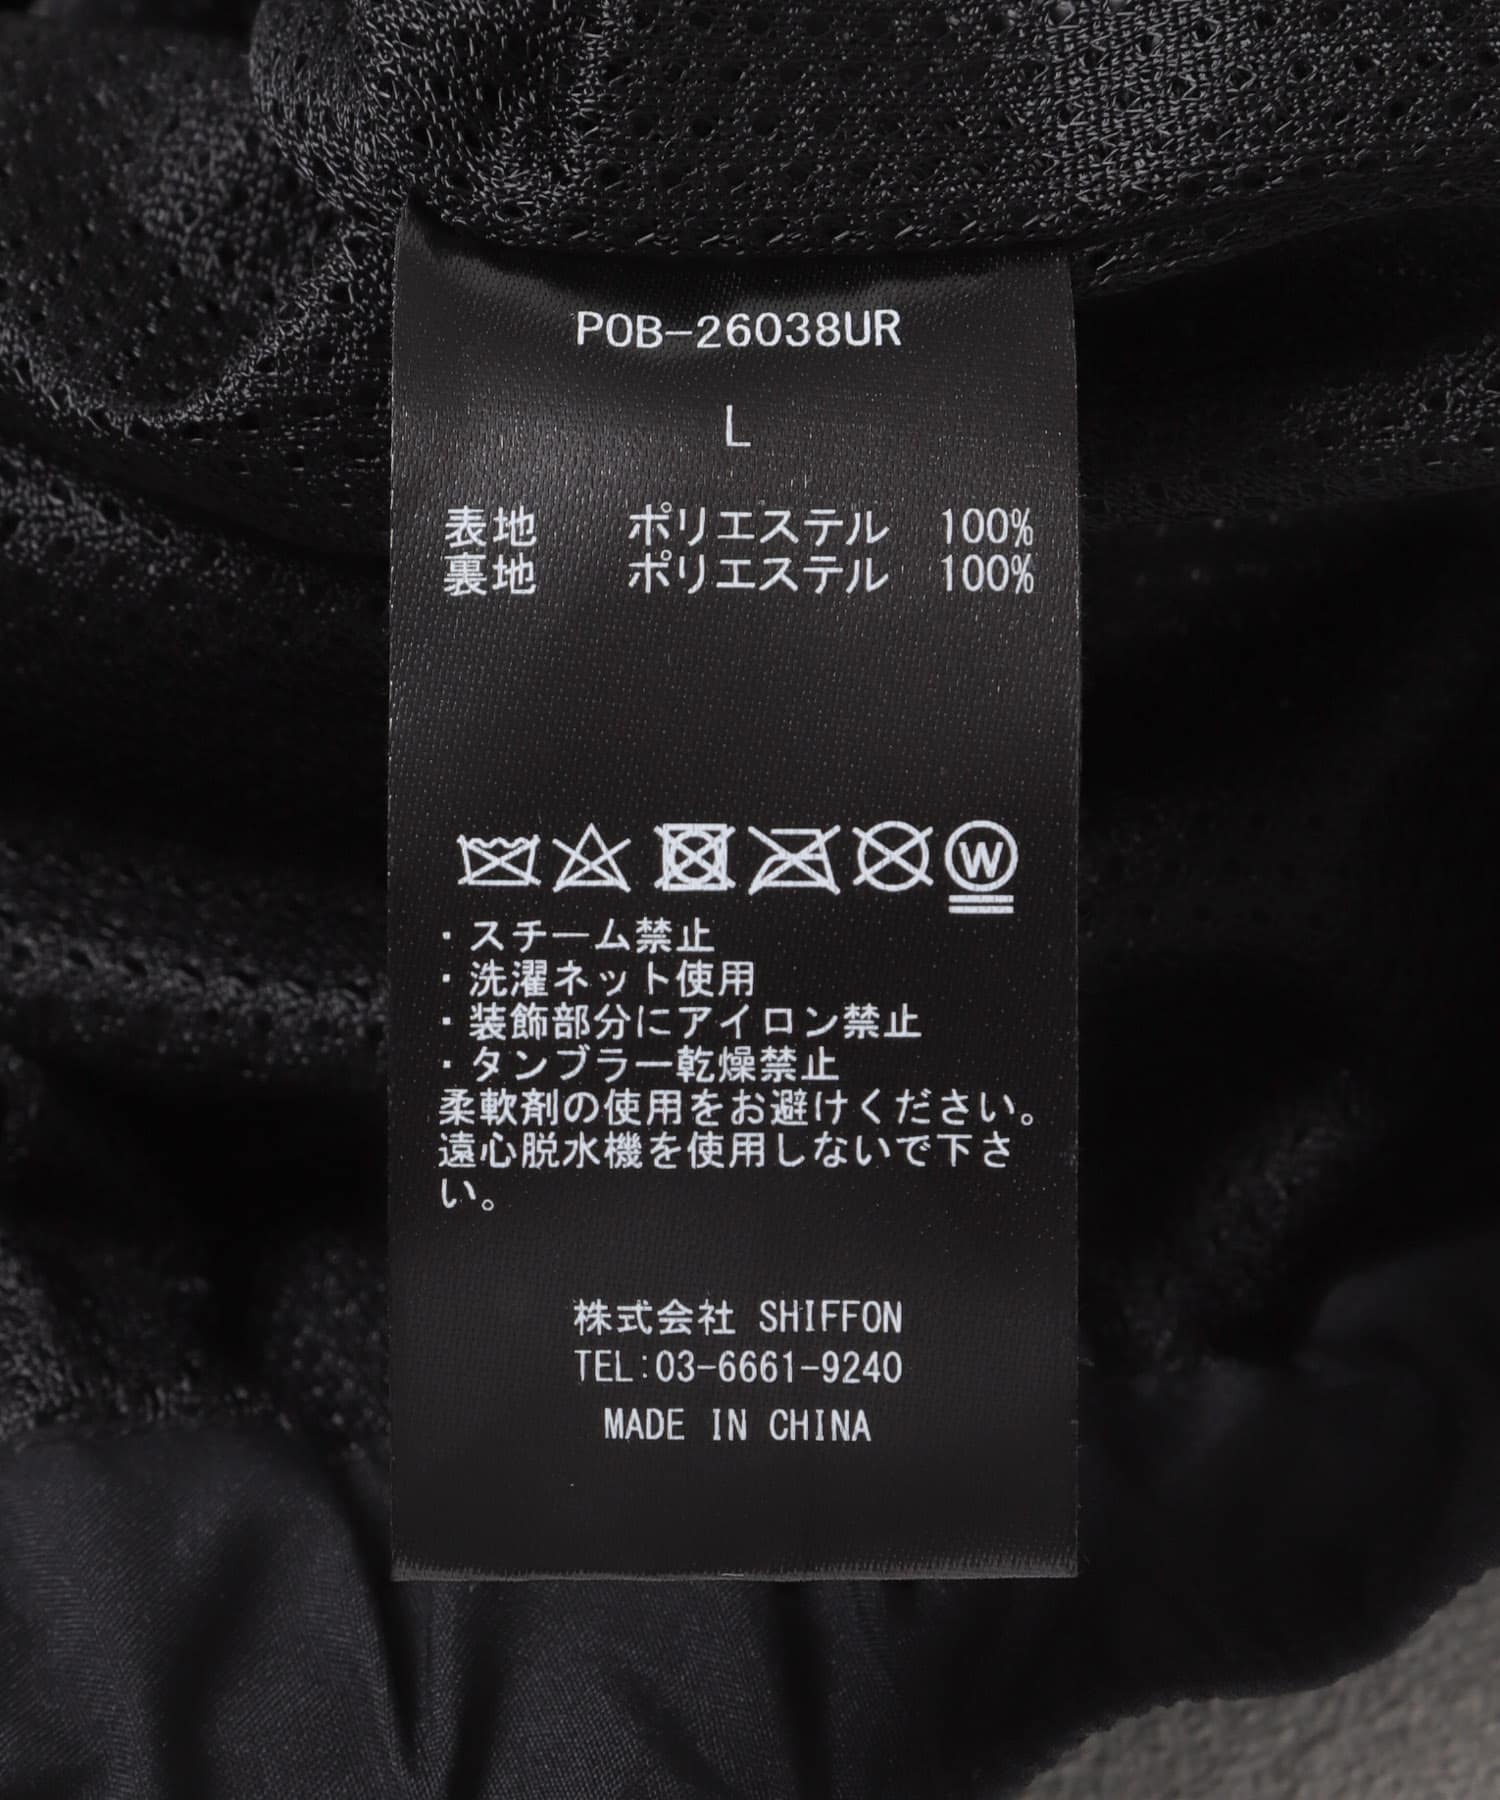 POB-26038UR
L
表地 ポリエステル 100%
裏地 ポリエステル 100%
W
・スチーム禁止
・洗濯ネット使用
・装飾部分にアイロン禁止
・タンブラー乾燥禁止
柔軟剤の使用をお避けください。
遠心脱水機を使用しないで下さ
い。
株式会社 SHIFFON
TEL:03-6661-9240
MADE IN CHINA